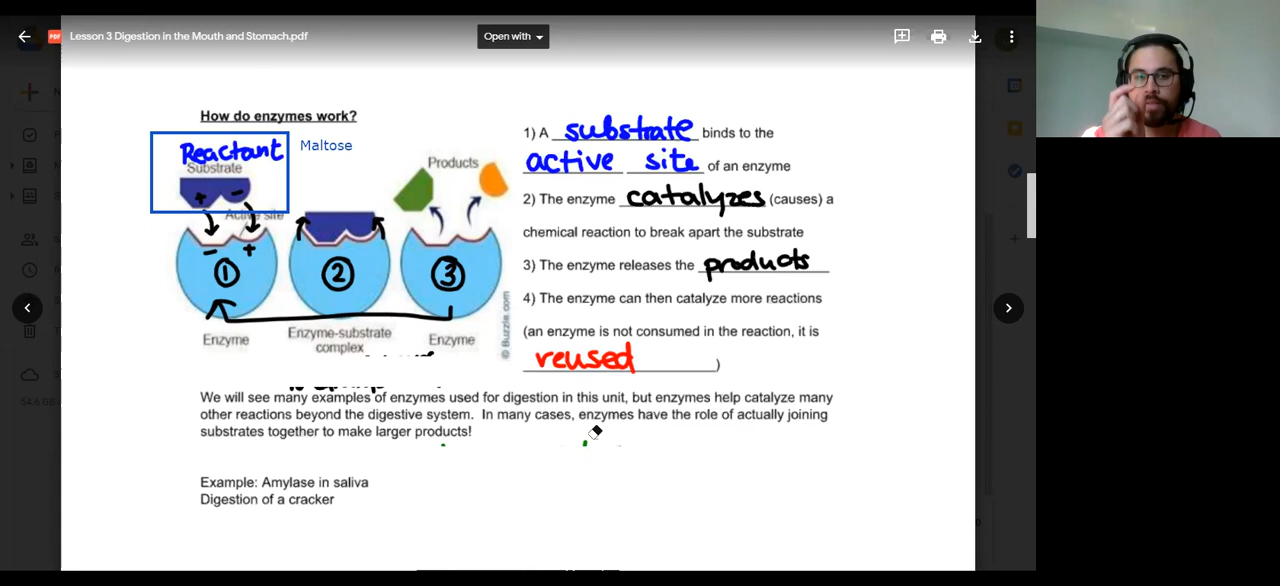 Lesson 3 Digestion in the Mouth and Stomach.pdf
Open with
How do enzymes work?
Reactant
Maltose
Substrate
+ -
Active site
- +
1
2
3
Products
Enzyme
Enzyme-substrate
complex
Enzyme
© Buzzle.com
1) A substrate binds to the
active site of an enzyme
2) The enzyme catalyzes (causes) a
chemical reaction to break apart the substrate
3) The enzyme releases the products
4) The enzyme can then catalyze more reactions
(an enzyme is not consumed in the reaction, it is
reused )
We will see many examples of enzymes used for digestion in this unit, but enzymes help catalyze many
other reactions beyond the digestive system. In many cases, enzymes have the role of actually joining
substrates together to make larger products!
Example: Amylase in saliva
Digestion of a cracker